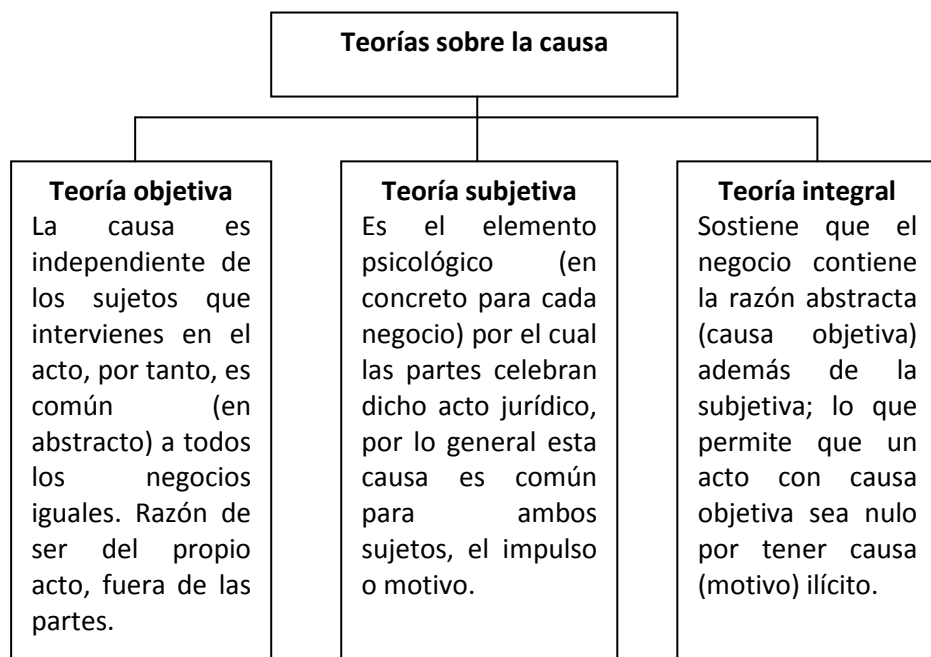 Teorías sobre la causa
Teoría objetiva
La causa es
independiente de
los sujetos que
intervienes en el
acto, por tanto, es
común (en
abstracto) a todos
los negocios
iguales. Razón de
ser del propio
acto, fuera de las
partes.
Teoría subjetiva
Es el elemento
psicológico (en
concreto para cada
negocio) por el cual
las partes celebran
dicho acto jurídico,
por lo general esta
causa es común
para ambos
sujetos, el impulso
o motivo.
Teoría integral
Sostiene que el
negocio contiene
la razón abstracta
(causa objetiva)
además de la
subjetiva; lo que
permite que un
acto con causa
objetiva sea nulo
por tener causa
(motivo) ilícito.